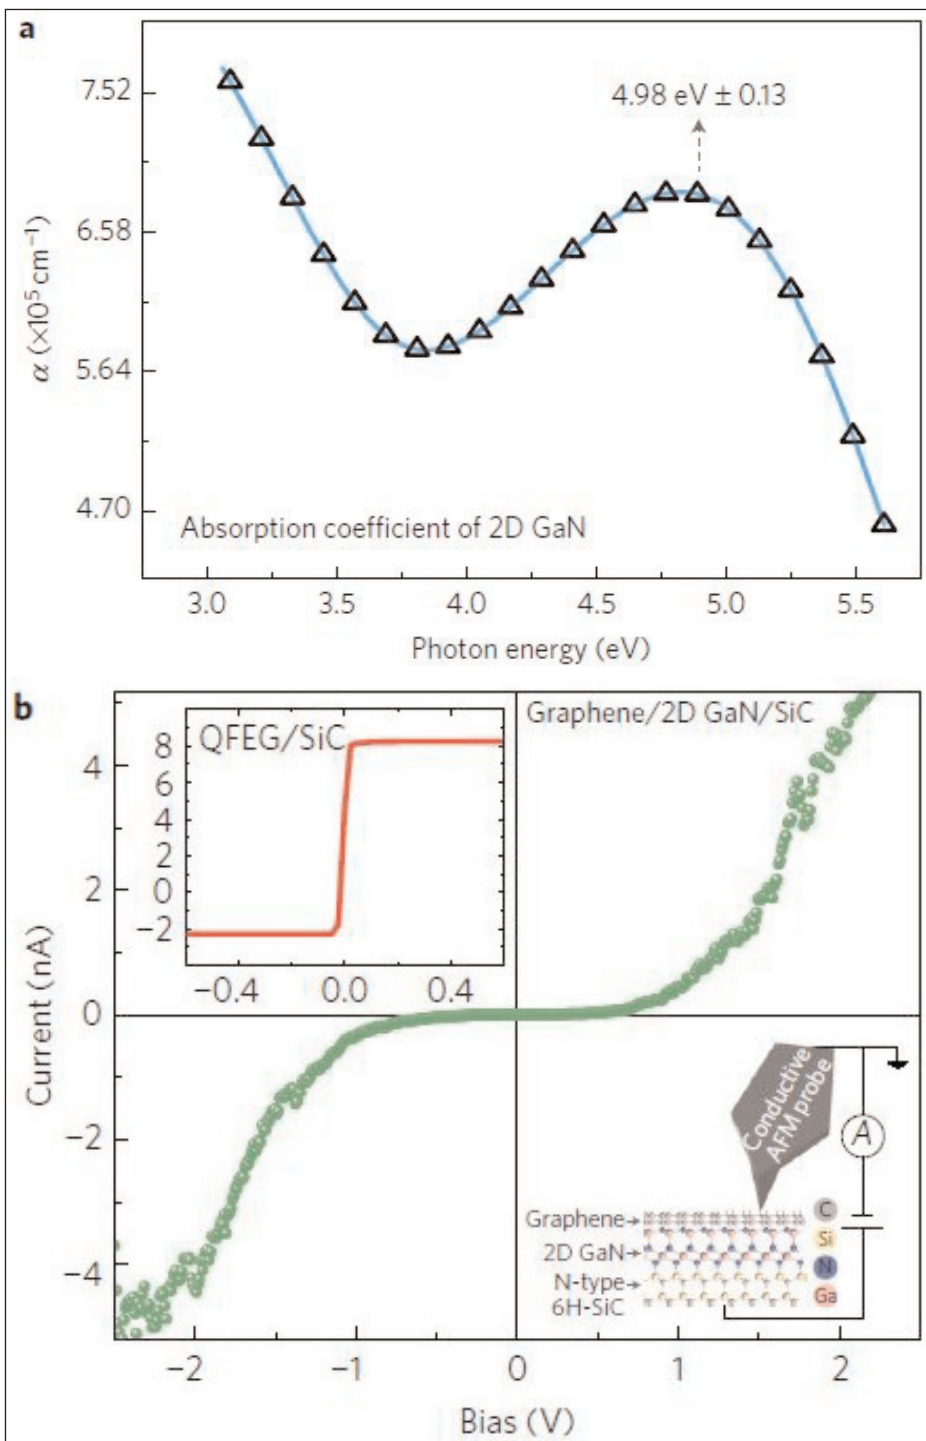 a
7.52
6.58
5.64
4.70
α (×10⁵ cm⁻¹)
4.98 eV ± 0.13
Absorption coefficient of 2D GaN
3.0 3.5 4.0 4.5 5.0 5.5
Photon energy (eV)
b
QFEG/SiC
8
6
4
2
0
−2
−0.4 0.0 0.4
Graphene/2D GaN/SiC
4
2
0
−2
−4
Current (nA)
Conductive
AFM probe
A
Graphene
2D GaN
N-type
6H-SiC
C
Si
N
Ga
−2 −1 0 1 2
Bias (V)